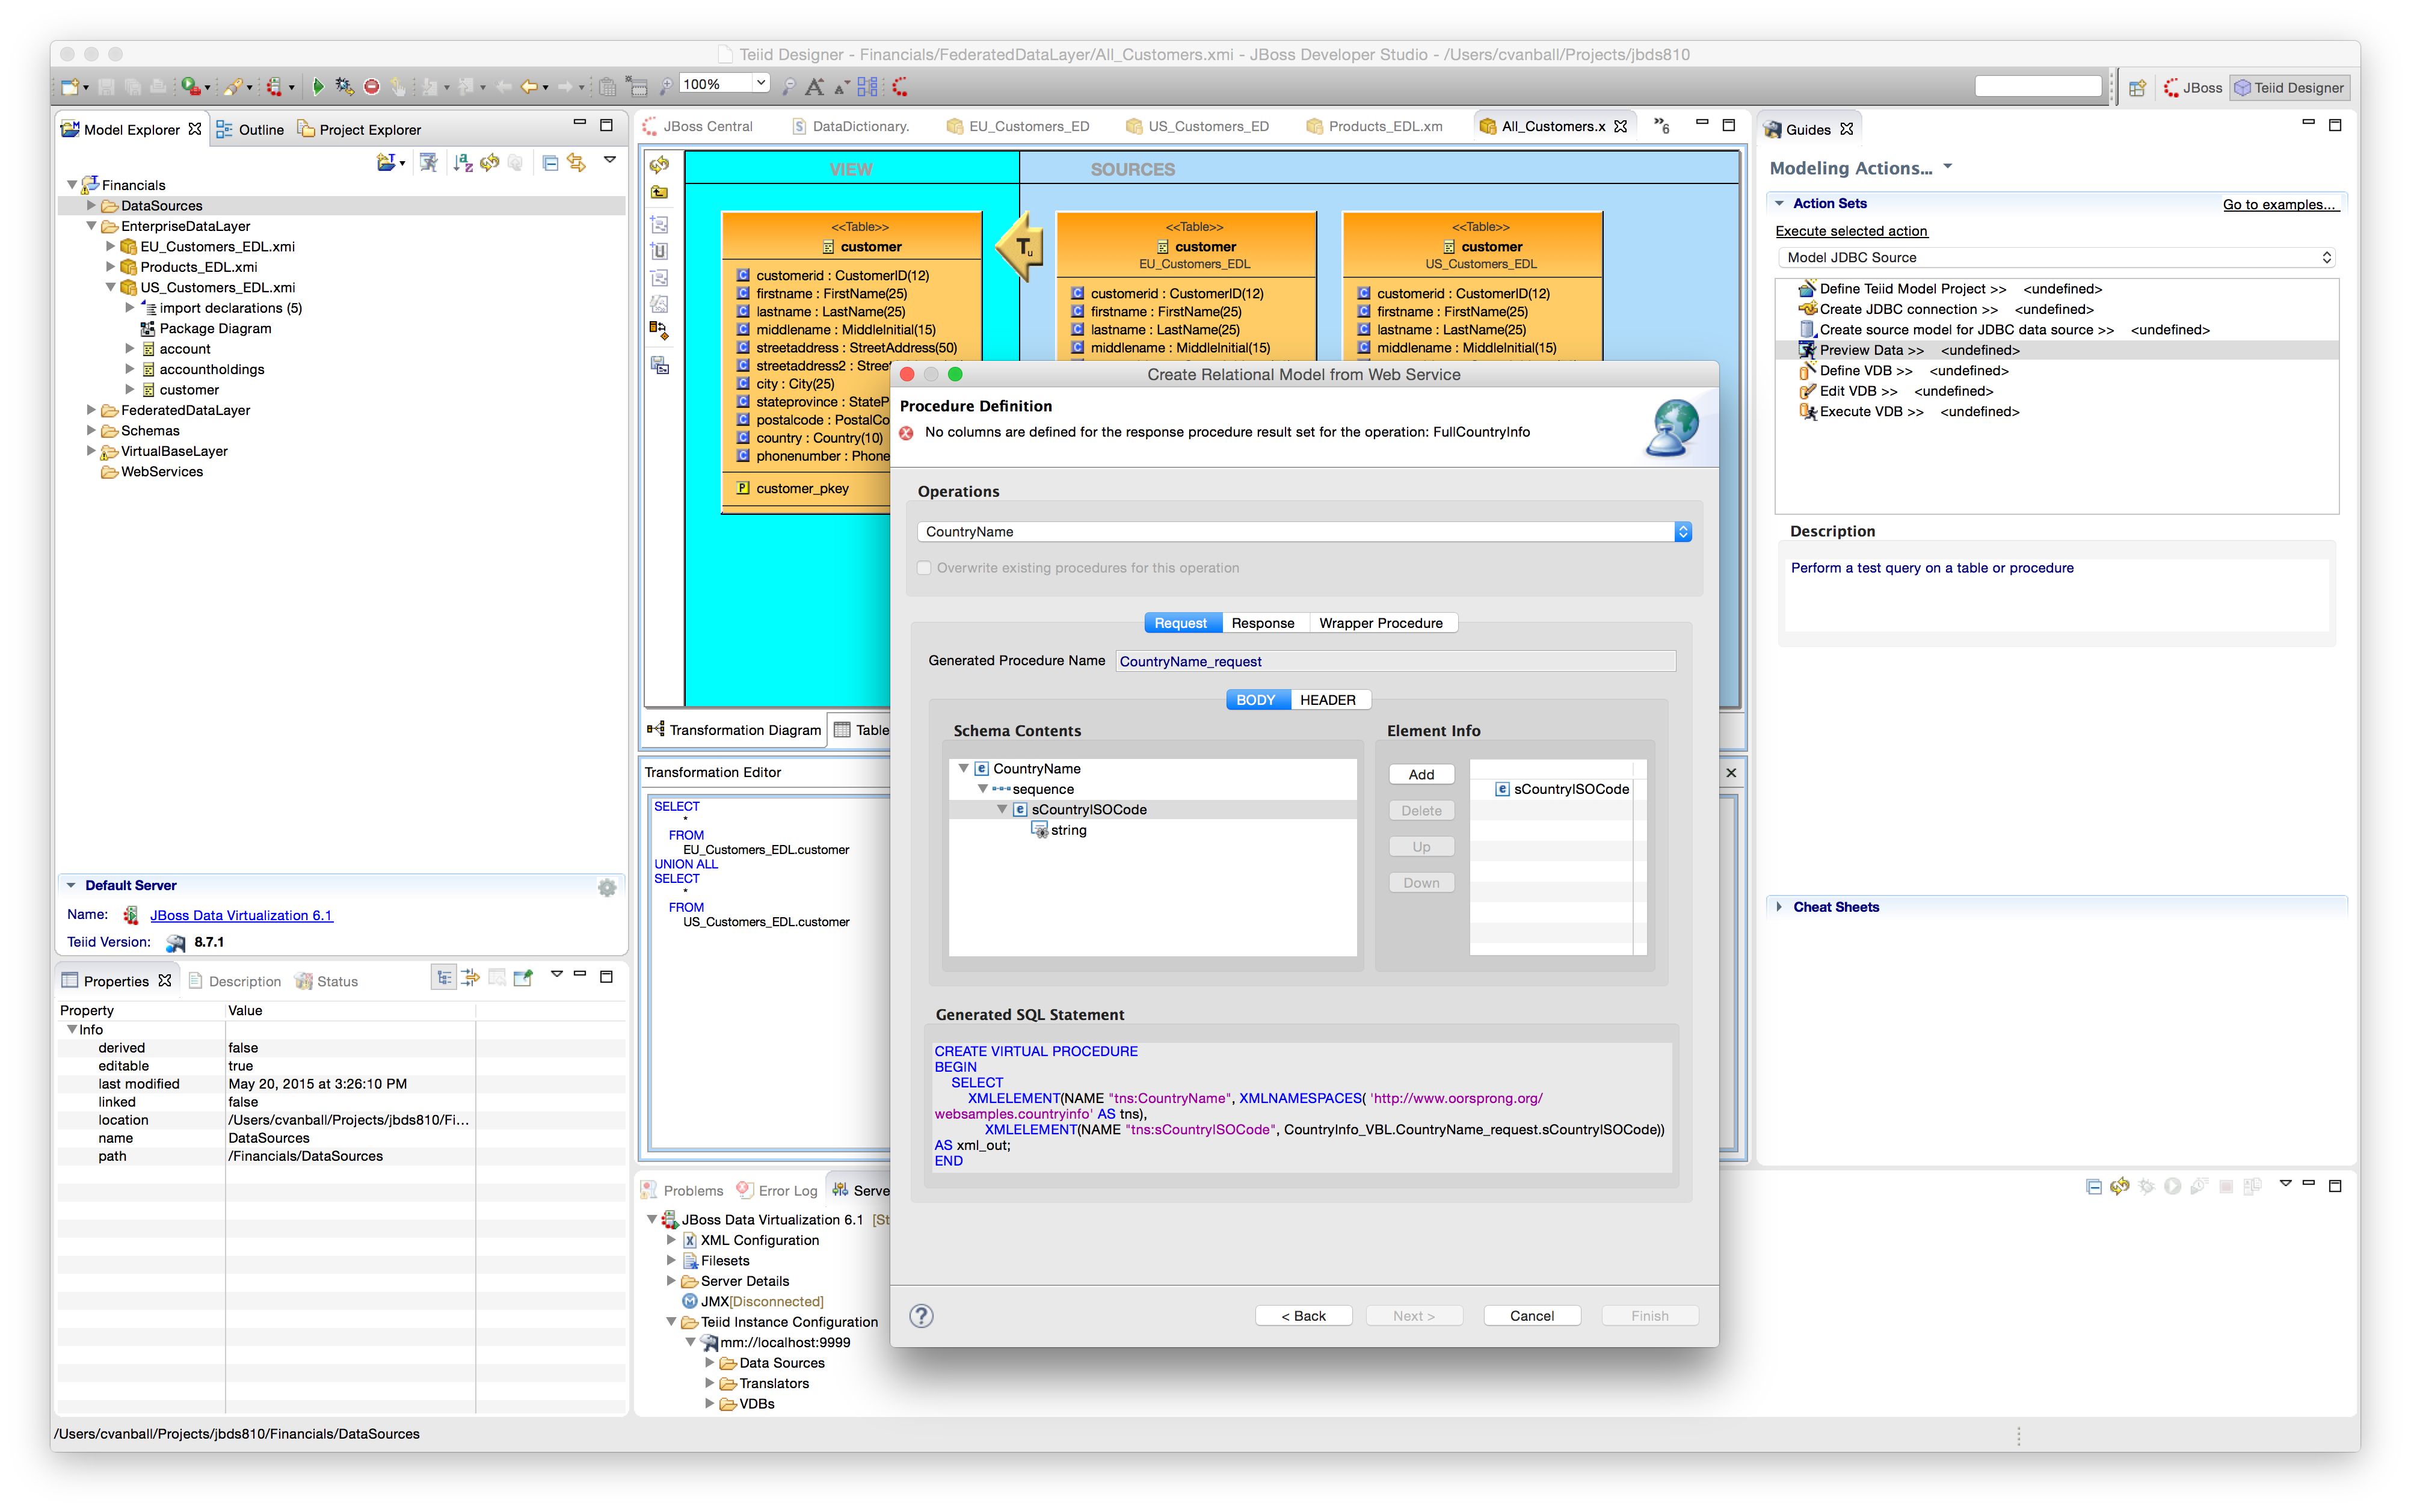 Teiid Designer - Financials/FederatedDataLayer/All_Customers.xmi - JBoss Developer Studio - /Users/cvanball/Projects/jbds810
100%
JBoss
Teiid Designer
Model Explorer
Outline
Project Explorer
Financials
DataSources
EnterpriseDataLayer
EU_Customers_EDL.xmi
Products_EDL.xmi
US_Customers_EDL.xmi
import declarations (5)
Package Diagram
account
accountholdings
customer
FederatedDataLayer
Schemas
VirtualBaseLayer
WebServices
Default Server
Name:
JBoss Data Virtualization 6.1
Teiid Version:
8.7.1
Properties
Description
Status
Property Value
Info
derived false
editable true
last modified May 20, 2015 at 3:26:10 PM
linked false
location /Users/cvanball/Projects/jbds810/Fi...
name DataSources
path /Financials/DataSources
/Users/cvanball/Projects/jbds810/Financials/DataSources
JBoss Central
DataDictionary.
EU_Customers_ED
US_Customers_ED
Products_EDL.xm
All_Customers.x
»6
VIEW
SOURCES
<<Table>>
customer
customerid : CustomerID(12)
firstname : FirstName(25)
lastname : LastName(25)
middlename : MiddleInitial(15)
streetaddress : StreetAddress(50)
streetaddress2 : Street
city : City(25)
stateprovince : StateP
postalcode : PostalCo
country : Country(10)
phonenumber : Phone
customer_pkey
Tu
<<Table>>
customer
EU_Customers_EDL
customerid : CustomerID(12)
firstname : FirstName(25)
lastname : LastName(25)
middlename : MiddleInitial(15)
<<Table>>
customer
US_Customers_EDL
customerid : CustomerID(12)
firstname : FirstName(25)
lastname : LastName(25)
middlename : MiddleInitial(15)
Transformation Diagram
Table
Transformation Editor
SELECT
*
FROM
EU_Customers_EDL.customer
UNION ALL
SELECT
*
FROM
US_Customers_EDL.customer
Problems
Error Log
Serve
JBoss Data Virtualization 6.1 [St
XML Configuration
Filesets
Server Details
JMX[Disconnected]
Teiid Instance Configuration
mm://localhost:9999
Data Sources
Translators
VDBs
Create Relational Model from Web Service
Procedure Definition
No columns are defined for the response procedure result set for the operation: FullCountryInfo
Operations
CountryName
Overwrite existing procedures for this operation
Request
Response
Wrapper Procedure
Generated Procedure Name
CountryName_request
BODY
HEADER
Schema Contents
CountryName
sequence
sCountryISOCode
string
Element Info
Add
Delete
Up
Down
sCountryISOCode
Generated SQL Statement
CREATE VIRTUAL PROCEDURE
BEGIN
SELECT
XMLELEMENT(NAME "tns:CountryName", XMLNAMESPACES( 'http://www.oorsprong.org/
websamples.countryinfo' AS tns),
XMLELEMENT(NAME "tns:sCountryISOCode", CountryInfo_VBL.CountryName_request.sCountryISOCode))
AS xml_out;
END
?
< Back
Next >
Cancel
Finish
Guides
Modeling Actions...
Action Sets
Go to examples...
Execute selected action
Model JDBC Source
Define Teiid Model Project >> <undefined>
Create JDBC connection >> <undefined>
Create source model for JDBC data source >> <undefined>
Preview Data >> <undefined>
Define VDB >> <undefined>
Edit VDB >> <undefined>
Execute VDB >> <undefined>
Description
Perform a test query on a table or procedure
Cheat Sheets